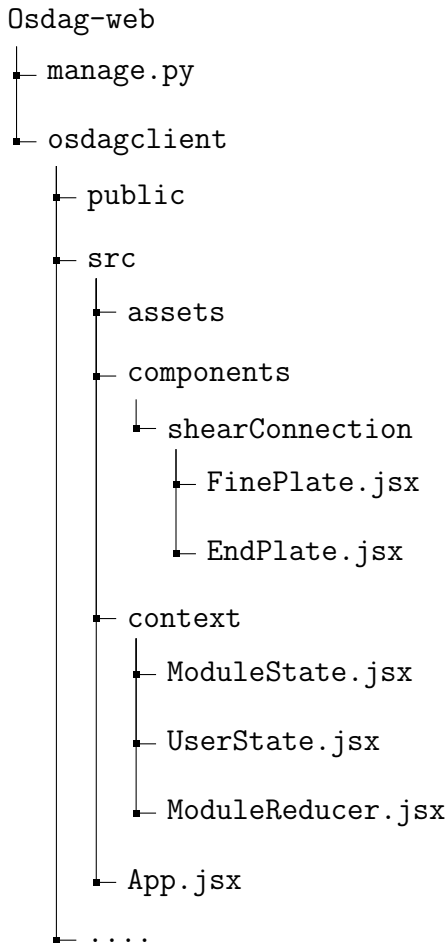 Osdag-web
manage.py
osdagclient
public
src
assets
components
shearConnection
FinePlate.jsx
EndPlate.jsx
context
ModuleState.jsx
UserState.jsx
ModuleReducer.jsx
App.jsx
....